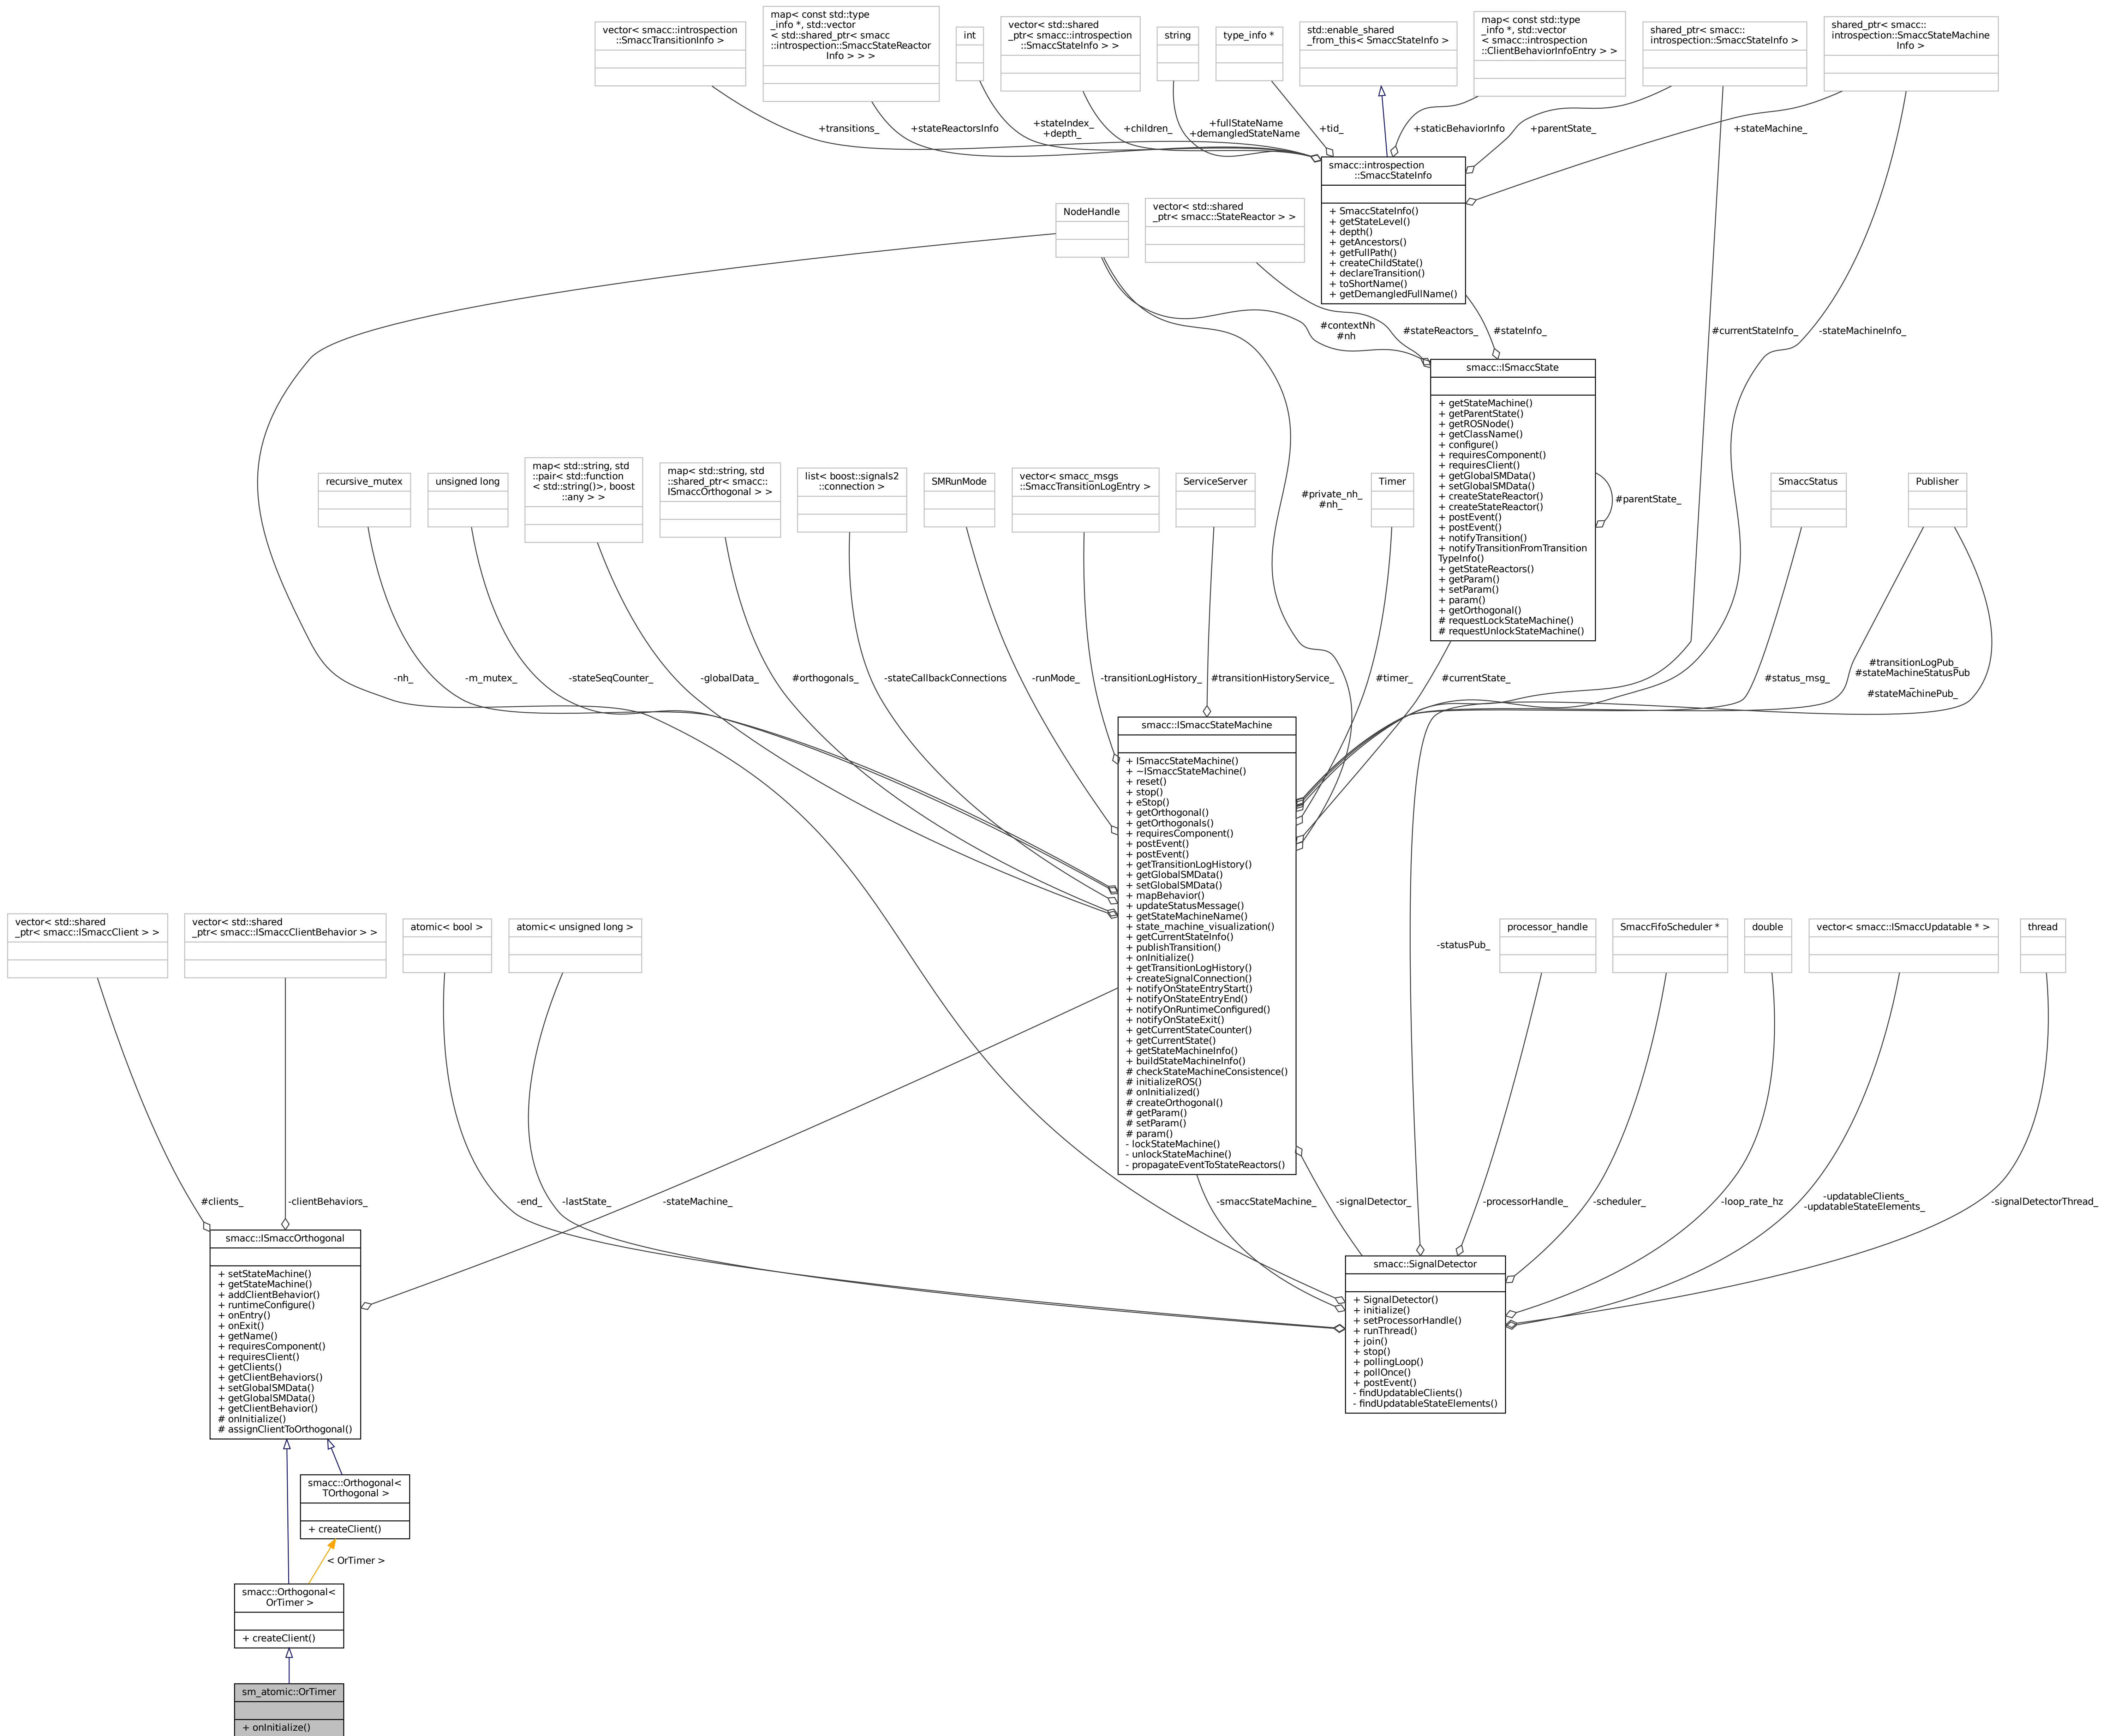 vector< smacc::introspection
::SmaccTransitionInfo >
map< const std::type
_info *, std::vector
< std::shared_ptr< smacc
::introspection::SmaccStateReactor
Info > > >
int
vector< std::shared
_ptr< smacc::introspection
::SmaccStateInfo > >
string
type_info *
std::enable_shared
_from_this< SmaccStateInfo >
map< const std::type
_info *, std::vector
< smacc::introspection
::ClientBehaviorInfoEntry > >
shared_ptr< smacc::
introspection::SmaccStateInfo >
shared_ptr< smacc::
introspection::SmaccStateMachine
Info >
+transitions_
+stateReactorsInfo
+stateIndex_
+depth_
+children_
+fullStateName
+demangledStateName
+tid_
+staticBehaviorInfo
+parentState_
+stateMachine_
smacc::introspection
::SmaccStateInfo
+ SmaccStateInfo()
+ getStateLevel()
+ depth()
+ getAncestors()
+ getFullPath()
+ createChildState()
+ declareTransition()
+ toShortName()
+ getDemangledFullName()
NodeHandle
vector< std::shared
_ptr< smacc::StateReactor > >
#contextNh
#nh
#stateReactors_
#stateInfo_
#currentStateInfo_
-stateMachineInfo_
smacc::ISmaccState
+ getStateMachine()
+ getParentState()
+ getROSNode()
+ getClassName()
+ configure()
+ requiresComponent()
+ requiresClient()
+ getGlobalSMData()
+ setGlobalSMData()
+ createStateReactor()
+ createStateReactor()
+ postEvent()
+ postEvent()
+ notifyTransition()
+ notifyTransitionFromTransition
TypeInfo()
+ getStateReactors()
+ getParam()
+ setParam()
+ param()
+ getOrthogonal()
# requestLockStateMachine()
# requestUnlockStateMachine()
#parentState_
recursive_mutex
unsigned long
map< std::string, std
::pair< std::function
< std::string()>, boost
::any > >
map< std::string, std
::shared_ptr< smacc::
ISmaccOrthogonal > >
list< boost::signals2
::connection >
SMRunMode
vector< smacc_msgs
::SmaccTransitionLogEntry >
ServiceServer
#private_nh_
#nh_
Timer
SmaccStatus
Publisher
-nh_
-m_mutex_
-stateSeqCounter_
-globalData_
#orthogonals_
-stateCallbackConnections
-runMode_
-transitionLogHistory_
#transitionHistoryService_
#timer_
#currentState_
#status_msg_
#transitionLogPub_
#stateMachineStatusPub
_
#stateMachinePub_
smacc::ISmaccStateMachine
+ ISmaccStateMachine()
+ ~ISmaccStateMachine()
+ reset()
+ stop()
+ eStop()
+ getOrthogonal()
+ getOrthogonals()
+ requiresComponent()
+ postEvent()
+ postEvent()
+ getTransitionLogHistory()
+ getGlobalSMData()
+ setGlobalSMData()
+ mapBehavior()
+ updateStatusMessage()
+ getStateMachineName()
+ state_machine_visualization()
+ getCurrentStateInfo()
+ publishTransition()
+ onInitialize()
+ getTransitionLogHistory()
+ createSignalConnection()
+ notifyOnStateEntryStart()
+ notifyOnStateEntryEnd()
+ notifyOnRuntimeConfigured()
+ notifyOnStateExit()
+ getCurrentStateCounter()
+ getCurrentState()
+ getStateMachineInfo()
+ buildStateMachineInfo()
# checkStateMachineConsistence()
# initializeROS()
# onInitialized()
# createOrthogonal()
# getParam()
# setParam()
# param()
- lockStateMachine()
- unlockStateMachine()
- propagateEventToStateReactors()
vector< std::shared
_ptr< smacc::ISmaccClient > >
vector< std::shared
_ptr< smacc::ISmaccClientBehavior > >
atomic< bool >
atomic< unsigned long >
-statusPub_
processor_handle
SmaccFifoScheduler *
double
vector< smacc::ISmaccUpdatable * >
thread
#clients_
-clientBehaviors_
-end_
-lastState_
-stateMachine_
-smaccStateMachine_
-signalDetector_
-processorHandle_
-scheduler_
-loop_rate_hz
-updatableClients_
-updatableStateElements_
-signalDetectorThread_
smacc::ISmaccOrthogonal
+ setStateMachine()
+ getStateMachine()
+ addClientBehavior()
+ runtimeConfigure()
+ onEntry()
+ onExit()
+ getName()
+ requiresComponent()
+ requiresClient()
+ getClients()
+ getClientBehaviors()
+ setGlobalSMData()
+ getGlobalSMData()
+ getClientBehavior()
# onInitialize()
# assignClientToOrthogonal()
smacc::SignalDetector
+ SignalDetector()
+ initialize()
+ setProcessorHandle()
+ runThread()
+ join()
+ stop()
+ pollingLoop()
+ pollOnce()
+ postEvent()
- findUpdatableClients()
- findUpdatableStateElements()
smacc::Orthogonal<
TOrthogonal >
+ createClient()
< OrTimer >
smacc::Orthogonal<
OrTimer >
+ createClient()
sm_atomic::OrTimer
+ onInitialize()